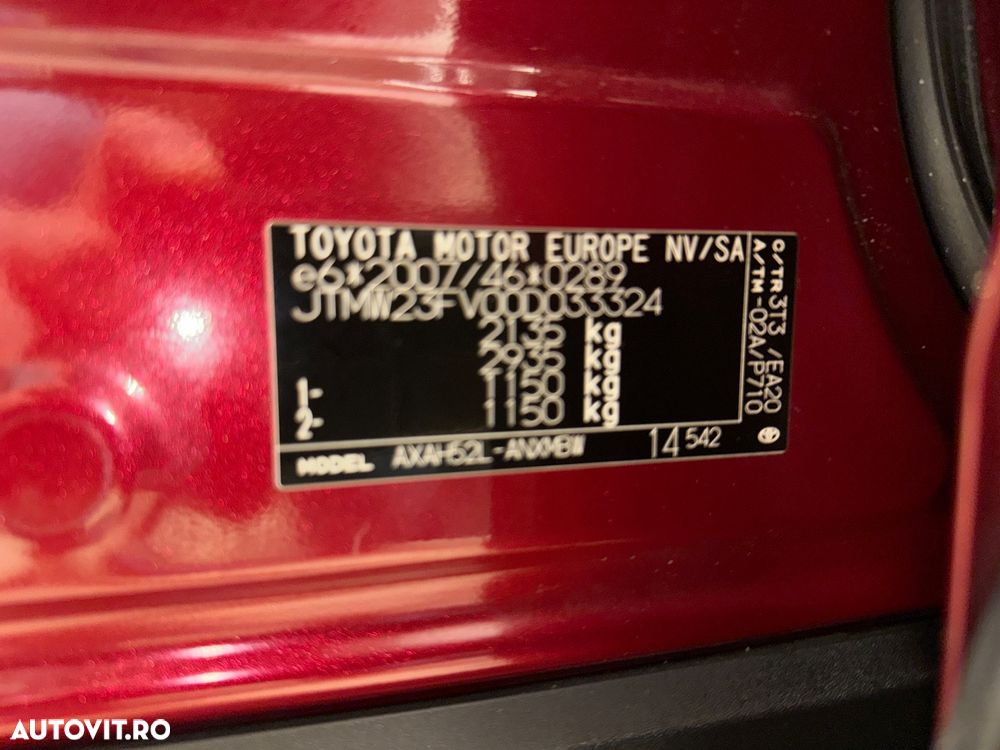 TOYOTA MOTOR EUROPE NV/SA
e6*2007/46*0289
JTMW23FV00D033324
2135 kg
2935 kg
1- 1150 kg
2- 1150 kg
MODEL AXAH52L-ANXMBW 14 542
C/TR 3T3 /EA20
A/TM -02A/P710
AUTOVIT.RO